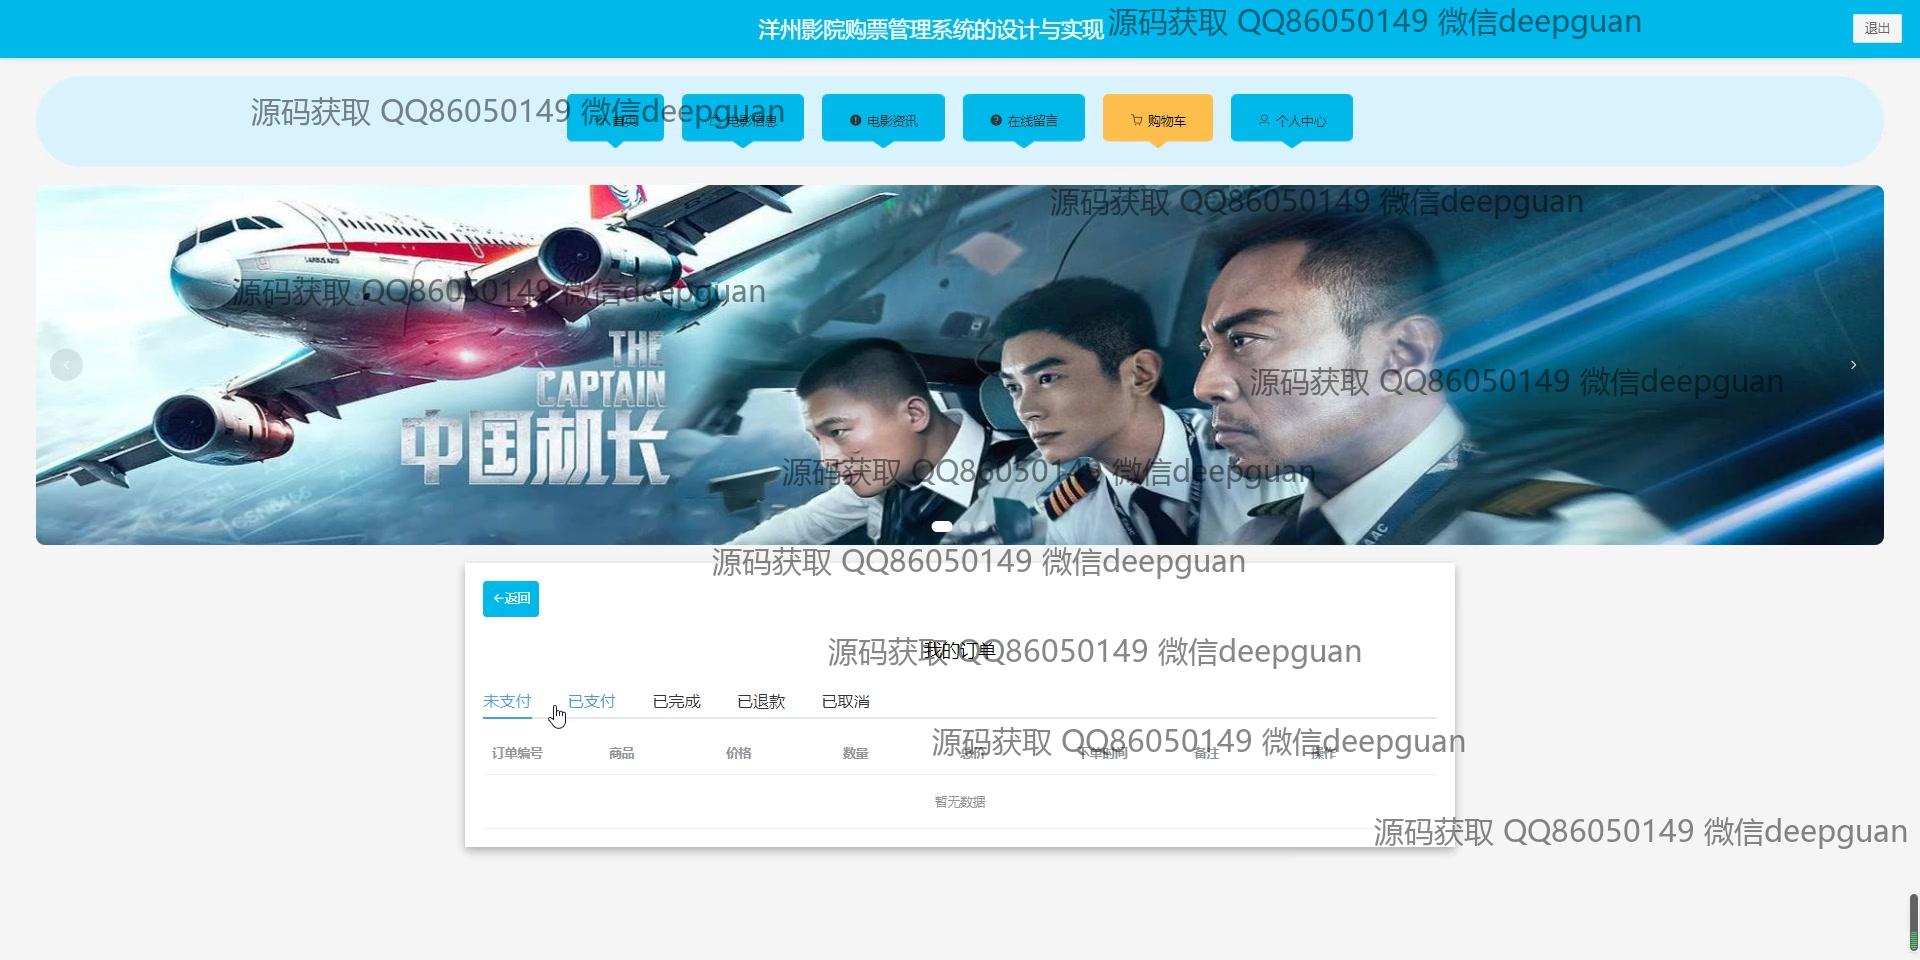 洋州影院购票管理系统的设计与实现
源码获取 QQ86050149 微信deepguan
退出
源码获取 QQ86050149 微信deepguan
首页
电影信息
电影资讯
在线留言
购物车
个人中心
源码获取 QQ86050149 微信deepguan
源码获取 QQ86050149 微信deepguan
THE
CAPTAIN
中国机长
源码获取 QQ86050149 微信deepguan
源码获取 QQ86050149 微信deepguan
源码获取 QQ86050149 微信deepguan
←返回
我的订单
源码获取 QQ86050149 微信deepguan
未支付 已支付 已完成 已退款 已取消
源码获取 QQ86050149 微信deepguan
订单编号 商品 价格 数量 总价 下单时间 备注 操作
暂无数据
源码获取 QQ86050149 微信deepguan